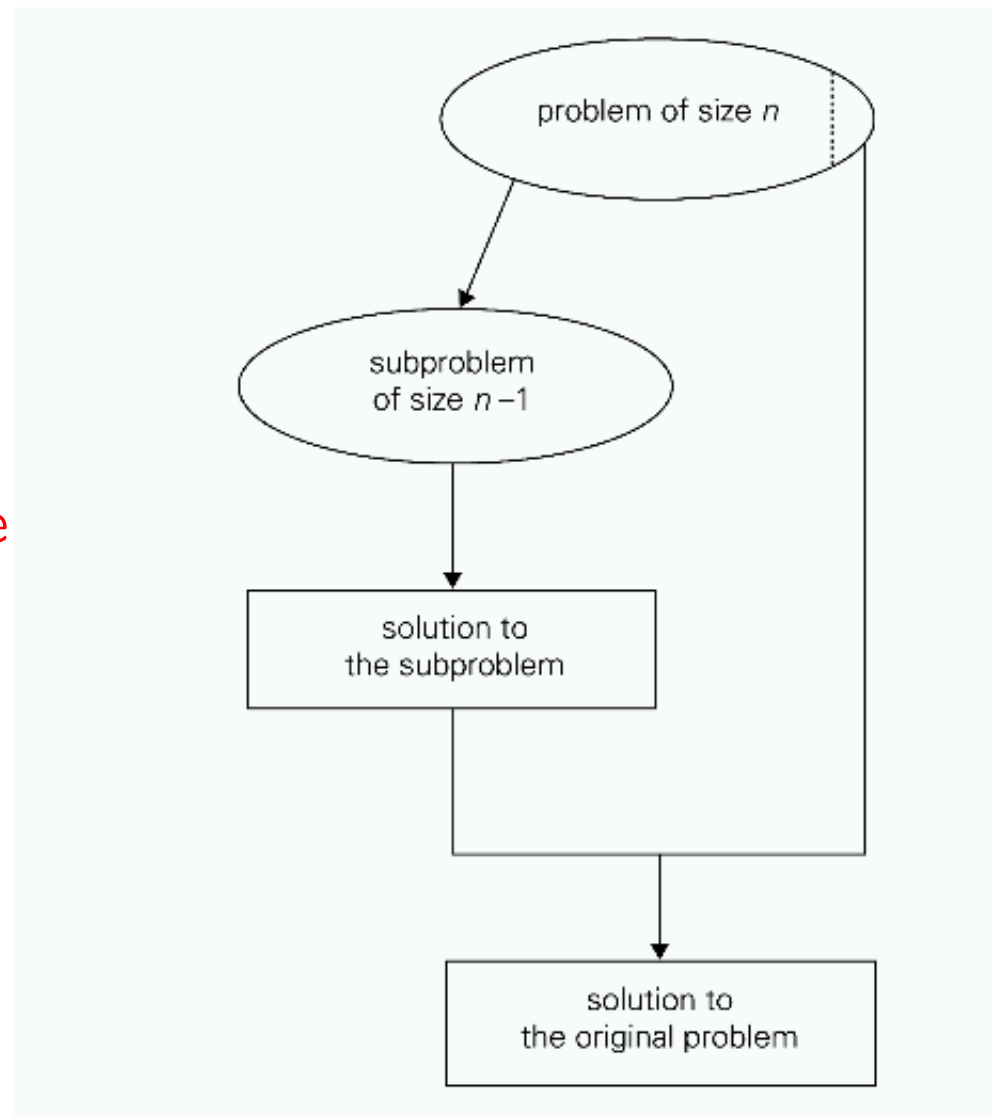 problem of size n
subproblem
of size n –1
e
solution to
the subproblem
solution to
the original problem